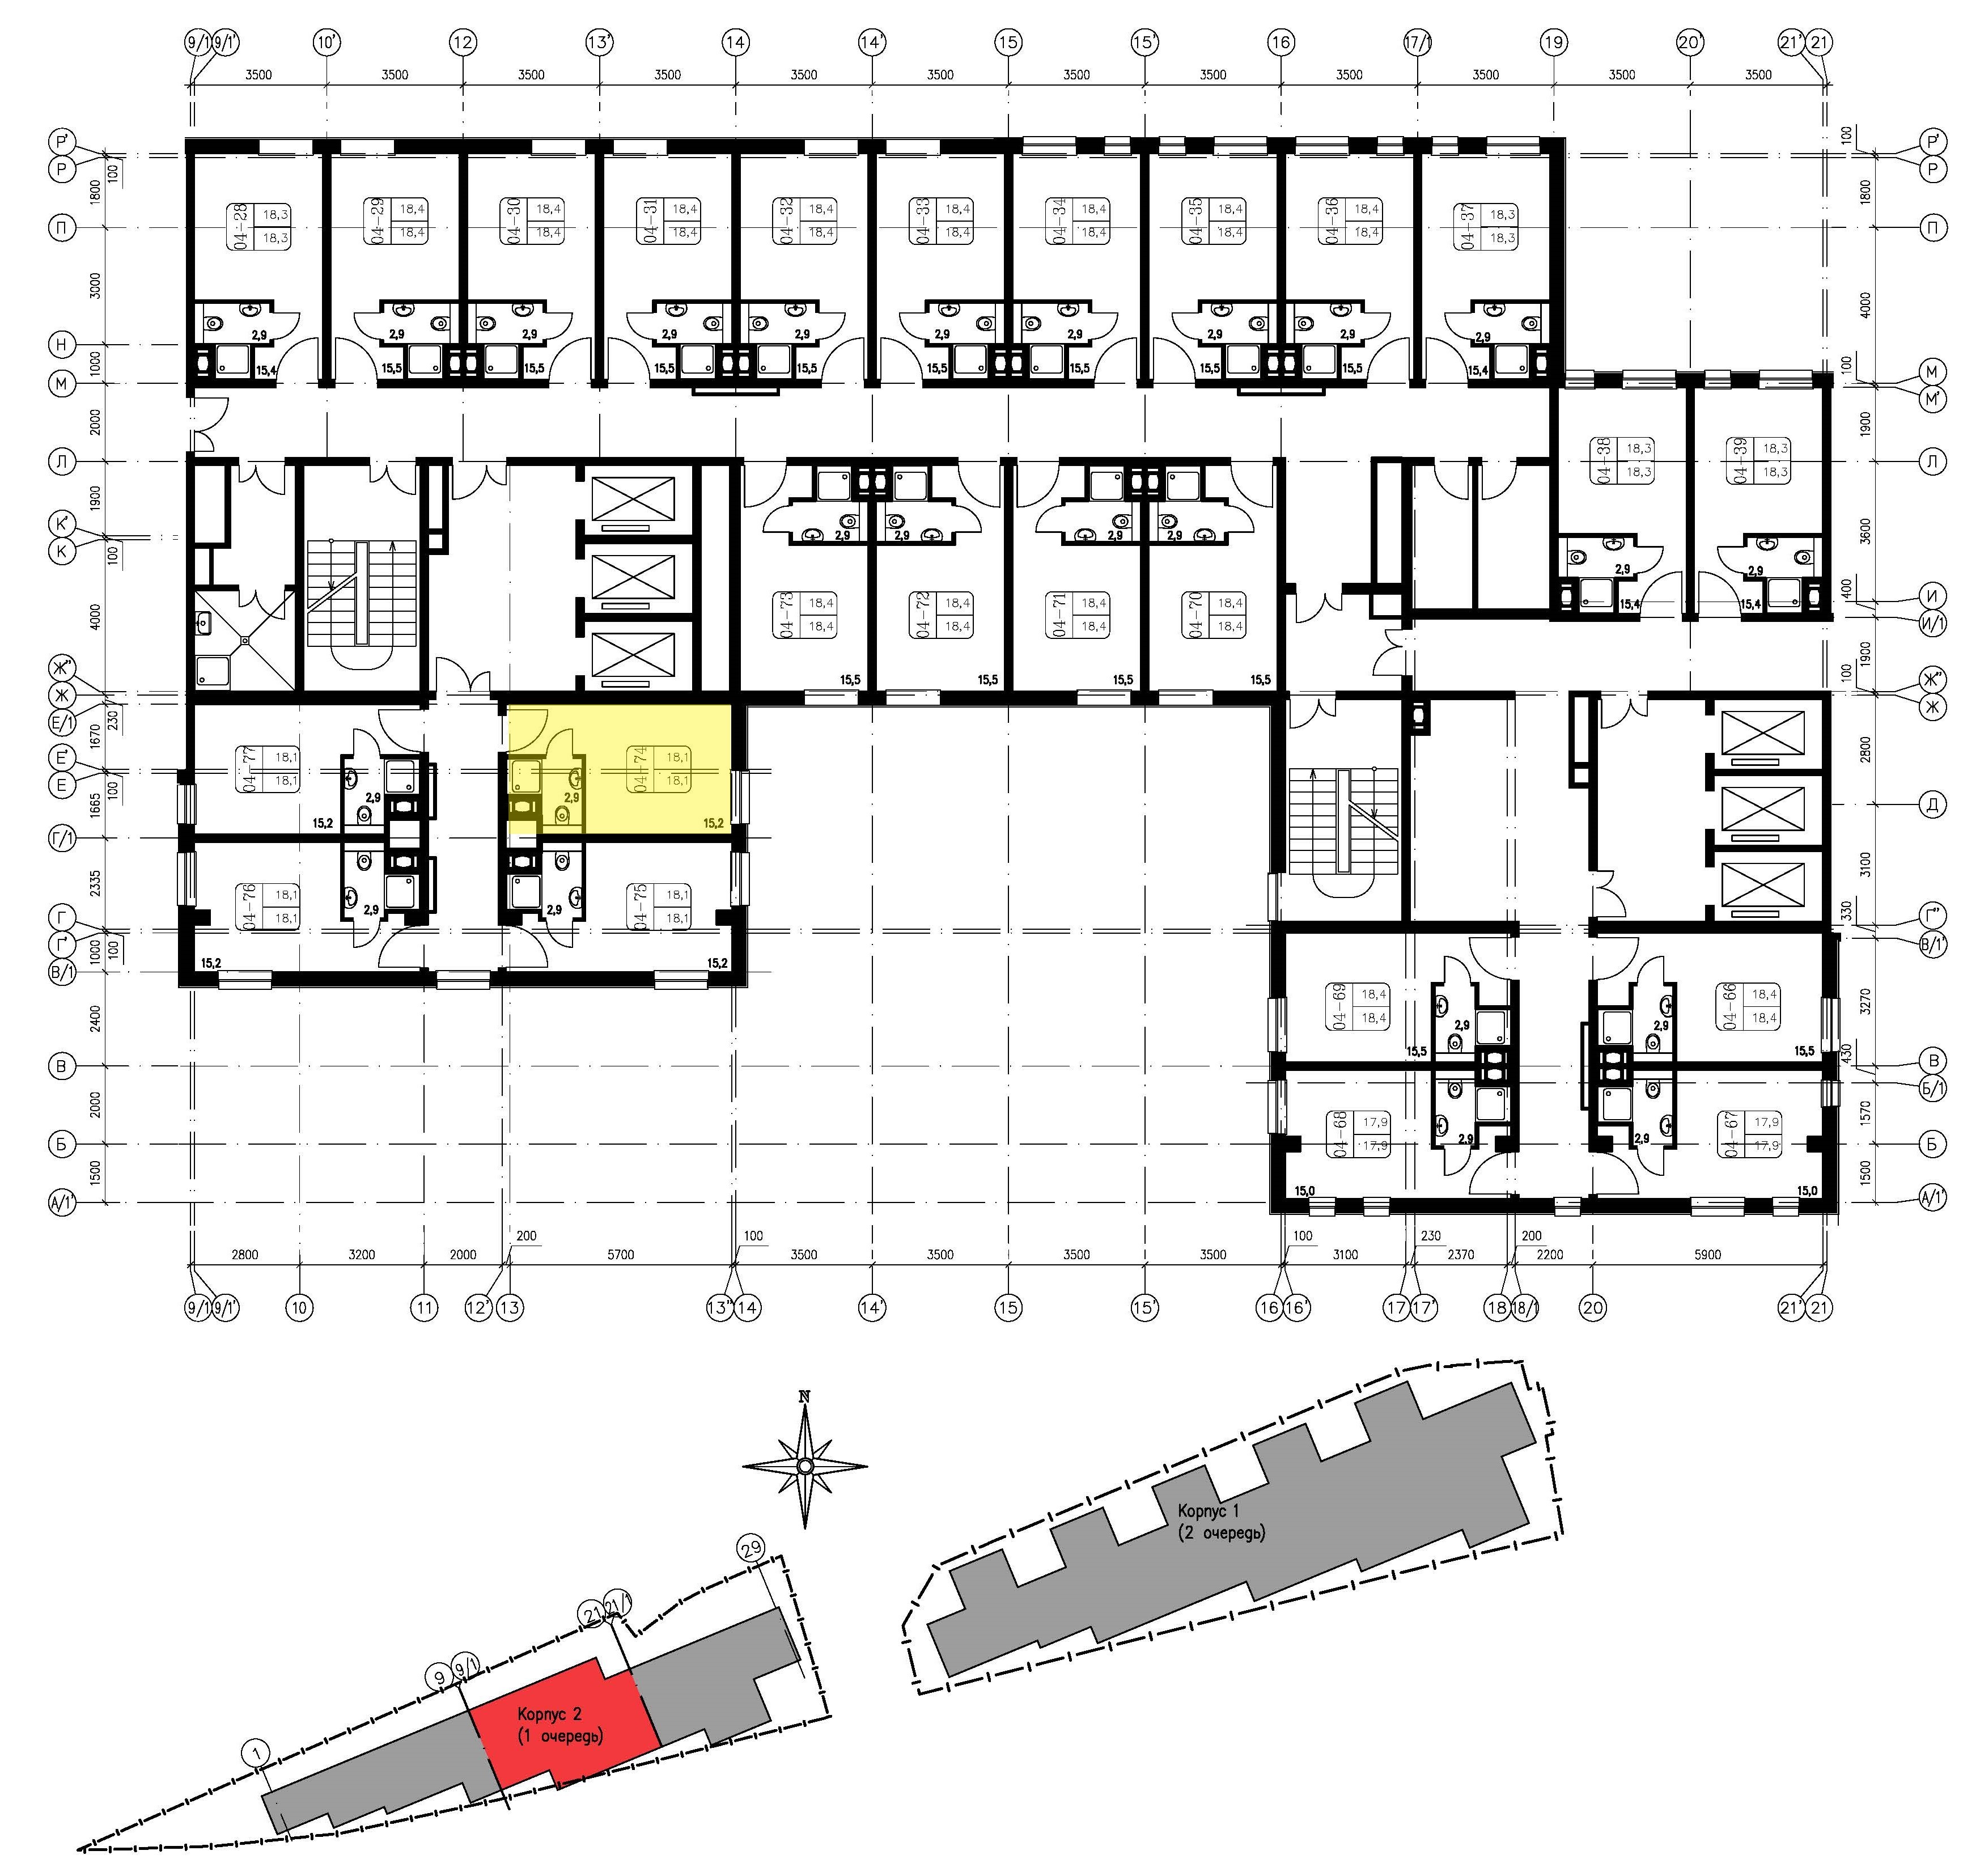 9/1 9/1' 10' 12 13' 14 14' 15 15' 16 17/1 19 20' 21' 21
3500 3500 3500 3500 3500 3500 3500 3500 3500 3500 3500 3500
Р' Р П Н М Л К' К Ж" Ж Е/1 Е' Е Г/1 Г Г' В/1 В Б А/1'
100 1800 3000 1000 2000 1900 100 4000 230 1670 100 1665 2335 1000 100 2400 2000 1500
Р' Р П М М' Л И И/1 Ж" Ж Д Г" В/1' В Б/1 Б А/1'
100 1800 4000 100 1900 3600 400 1900 100 2800 3100 330 3270 430 1570 1500
04-28 18,3 18,3
04-29 18,4 18,4
04-30 18,4 18,4
04-31 18,4 18,4
04-32 18,4 18,4
04-33 18,4 18,4
04-34 18,4 18,4
04-35 18,4 18,4
04-36 18,4 18,4
04-37 18,3 18,3
2,9 2,9 2,9 2,9 2,9 2,9 2,9 2,9 2,9 2,9
15,4 15,5 15,5 15,5 15,5 15,5 15,5 15,5 15,5 15,4
04-38 18,3 18,3
04-39 18,3 18,3
2,9 2,9
15,4 15,4
2,9 2,9 2,9 2,9
04-73 18,4 18,4
04-72 18,4 18,4
04-71 18,4 18,4
04-70 18,4 18,4
15,5 15,5 15,5 15,5
04-77 18,1 18,1
2,9 15,2
04-74 18,1 18,1
2,9 15,2
04-76 18,1 18,1
2,9 15,2
04-75 18,1 18,1
2,9 15,2
04-69 18,4 18,4
2,9 15,5
04-66 18,4 18,4
2,9 15,5
04-68 17,9 17,9
2,9 15,0
04-67 17,9 17,9
2,9 15,0
200 100 100 230 200
2800 3200 2000 5700 3500 3500 3500 3500 3100 2370 2200 5900
9/1 9/1' 10 11 12' 13 13" 14 14' 15 15' 16 16' 17 17' 18 18/1 20 21' 21
N
Корпус 1
(2 очередь)
29
21 21/1
9 9/1
Корпус 2
(1 очередь)
1